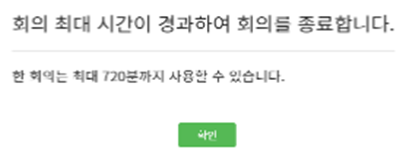 회의 최대 시간이 경과하여 회의를 종료합니다.
한 회의는 최대 720분까지 사용할 수 있습니다.
확인